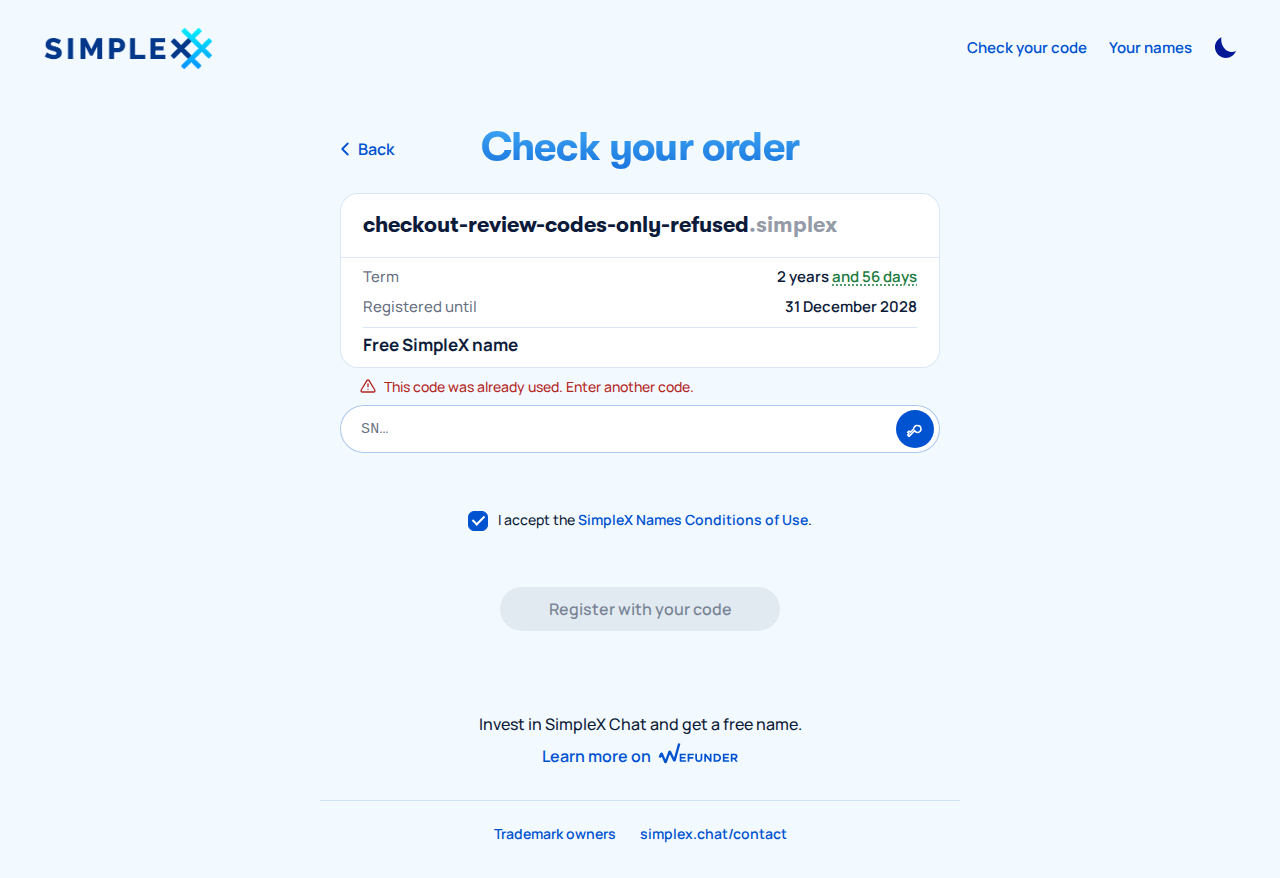 SIMPLEX
Check your code
Your names
Back
Check your order
checkout-review-codes-only-refused.simplex
Term
2 years and 56 days
Registered until
31 December 2028
Free SimpleX name
This code was already used. Enter another code.
SN…
I accept the SimpleX Names Conditions of Use.
Register with your code
Invest in SimpleX Chat and get a free name.
Learn more on WEFUNDER
Trademark owners
simplex.chat/contact